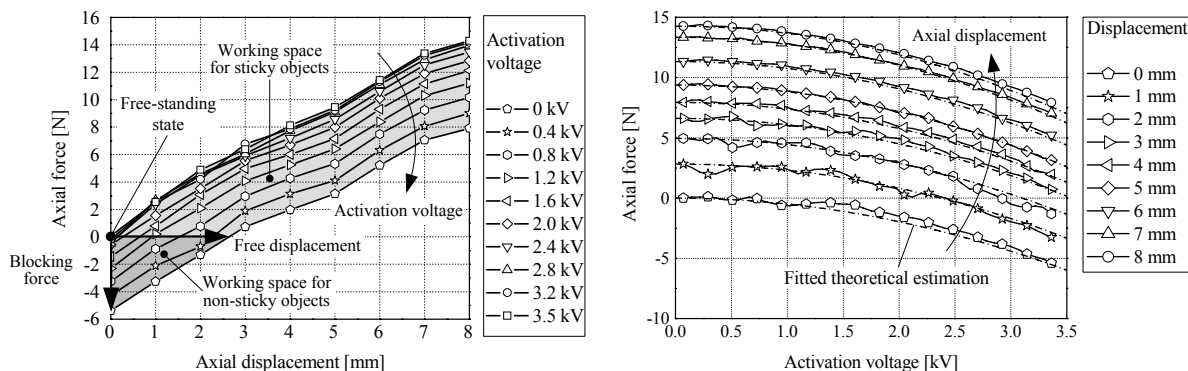 16
14
12
10
8
6
4
2
0
-2
-4
-6
Axial force [N]
0 1 2 3 4 5 6 7 8
Axial displacement [mm]
Working space
for sticky objects
Free-standing
state
Activation voltage
Free displacement
Blocking
force
Working space for
non-sticky objects
Activation
voltage
0 kV
0.4 kV
0.8 kV
1.2 kV
1.6 kV
2.0 kV
2.4 kV
2.8 kV
3.2 kV
3.5 kV
15
10
5
0
-5
-10
Axial force [N]
0.0 0.5 1.0 1.5 2.0 2.5 3.0 3.5
Activation voltage [kV]
Axial displacement
Fitted theoretical estimation
Displacement
0 mm
1 mm
2 mm
3 mm
4 mm
5 mm
6 mm
7 mm
8 mm